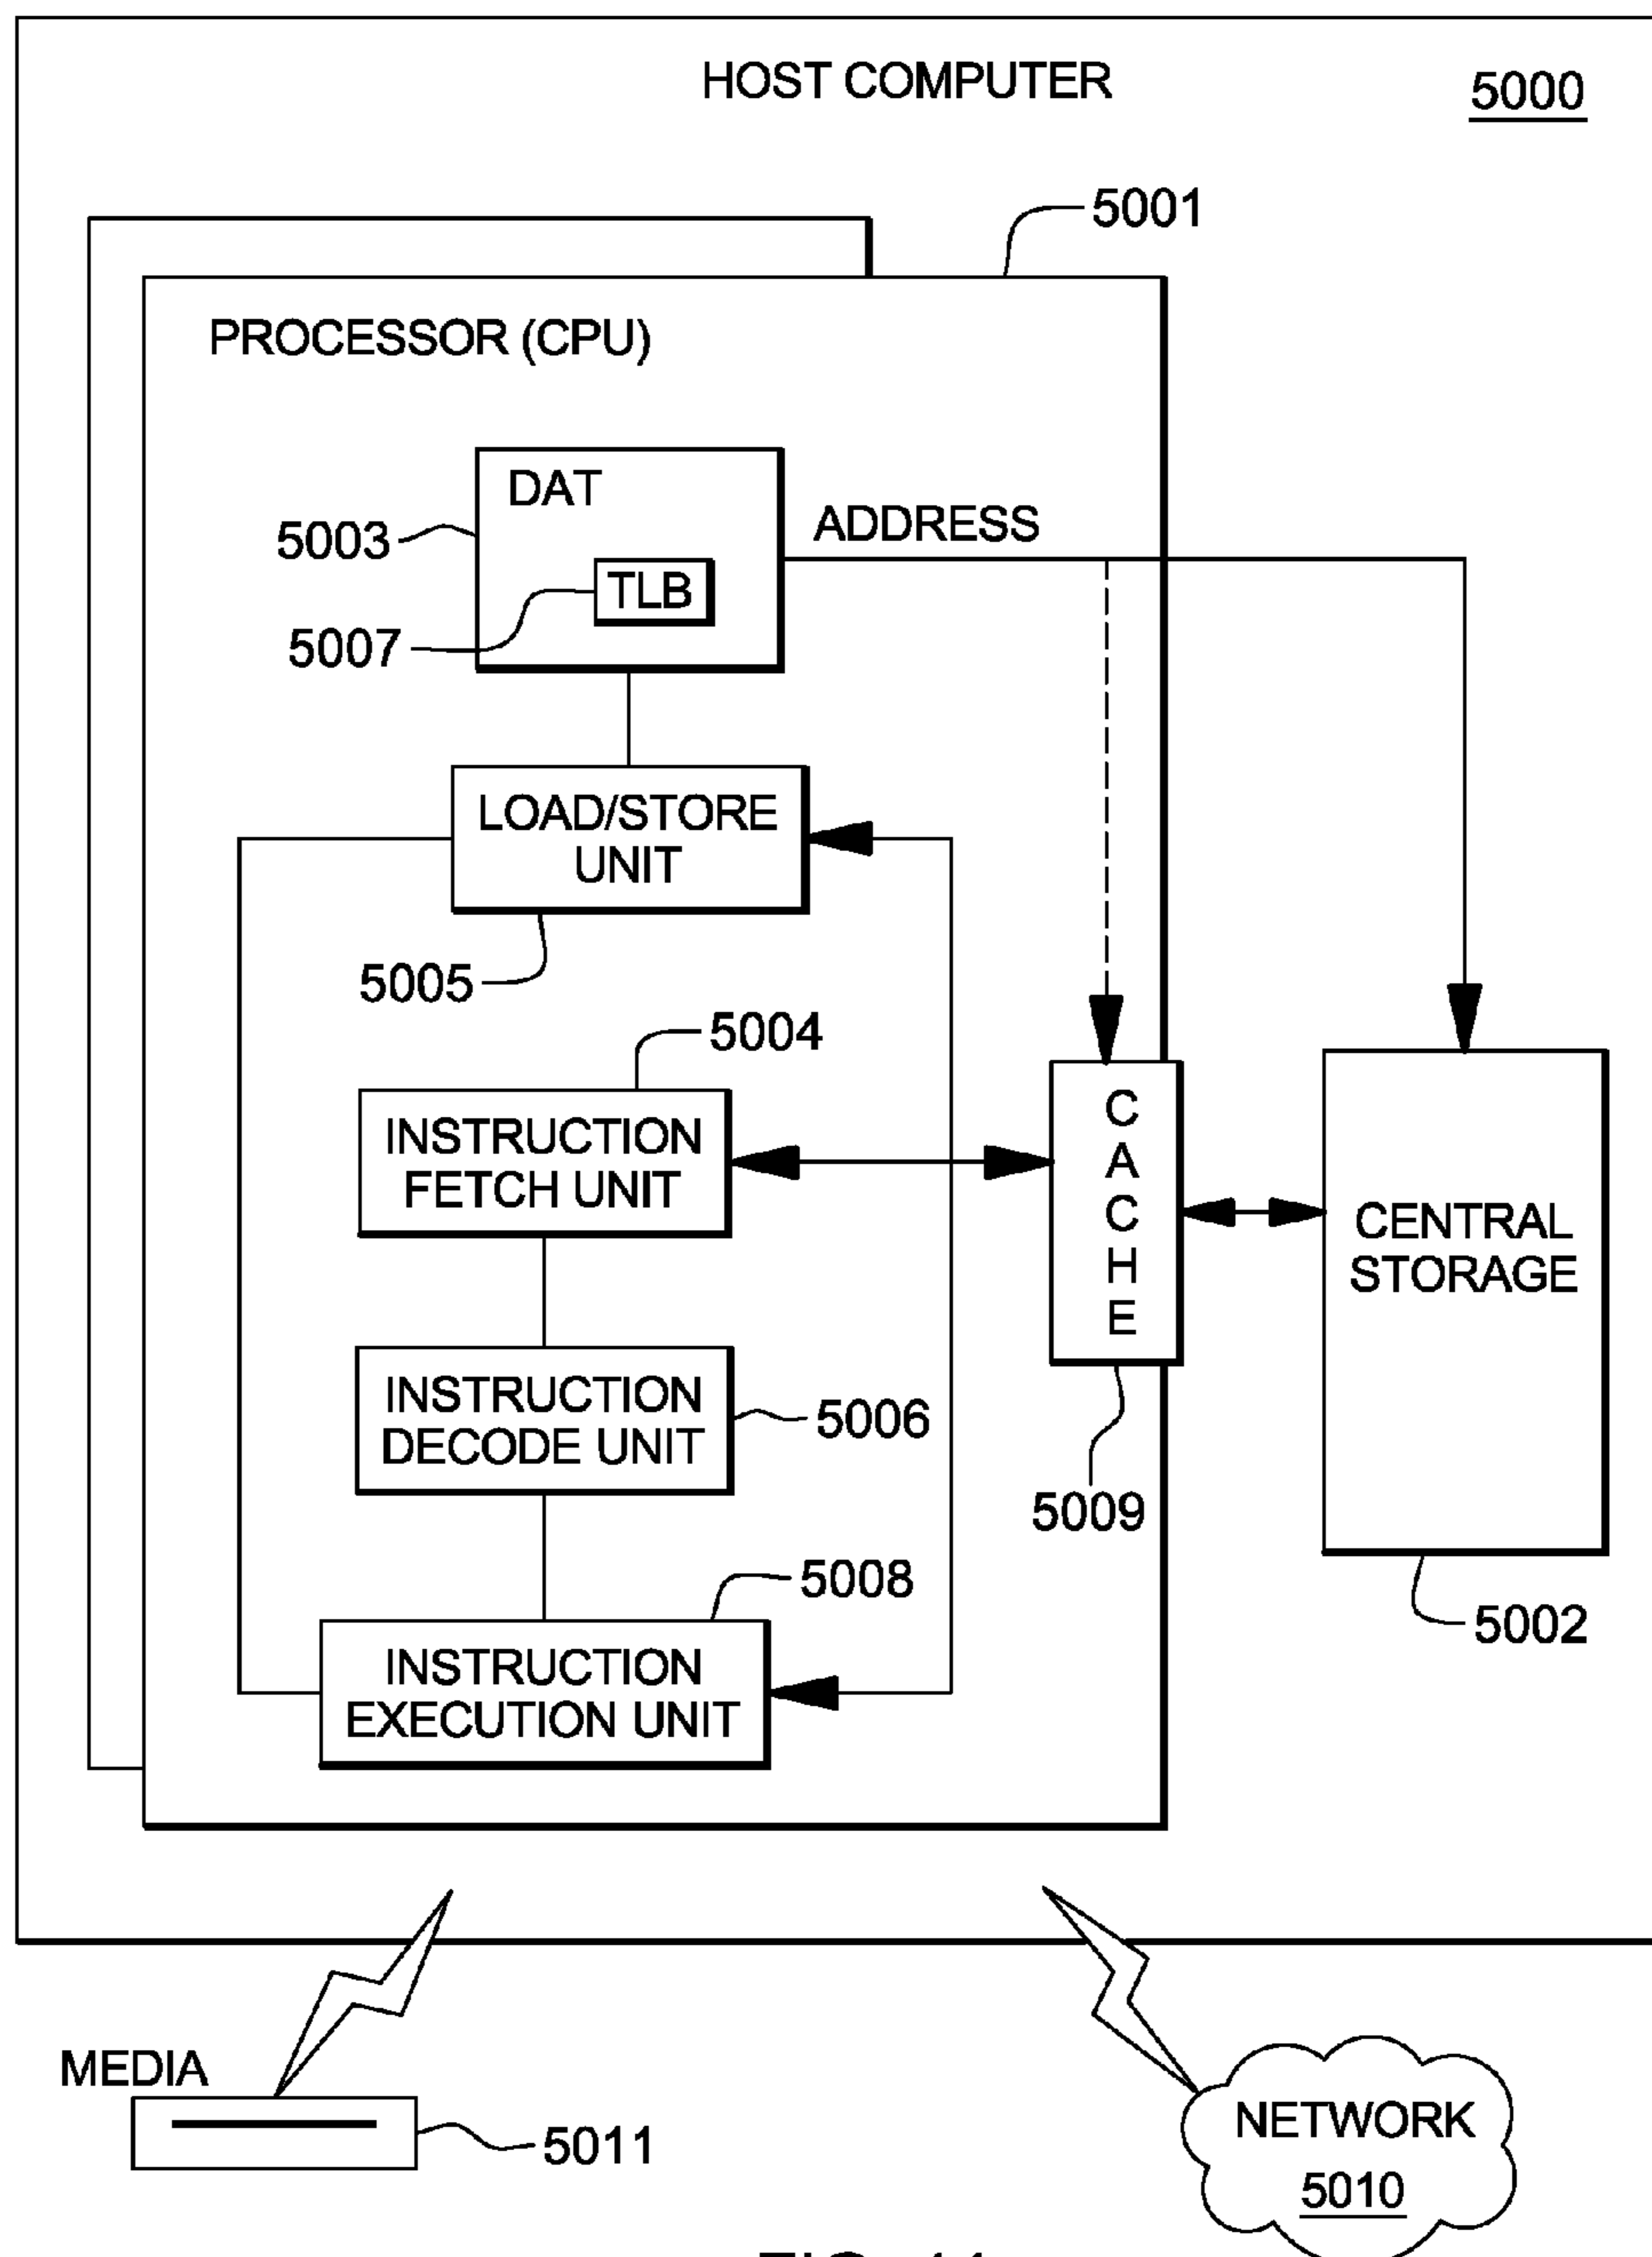 HOST COMPUTER
5000
5001
PROCESSOR (CPU)
DAT
ADDRESS
5003
TLB
5007
LOAD/STORE
UNIT
5005
5004
INSTRUCTION
FETCH UNIT
CACHE
CENTRAL
STORAGE
INSTRUCTION
DECODE UNIT
5006
5009
5008
5002
INSTRUCTION
EXECUTION UNIT
MEDIA
5011
NETWORK
5010